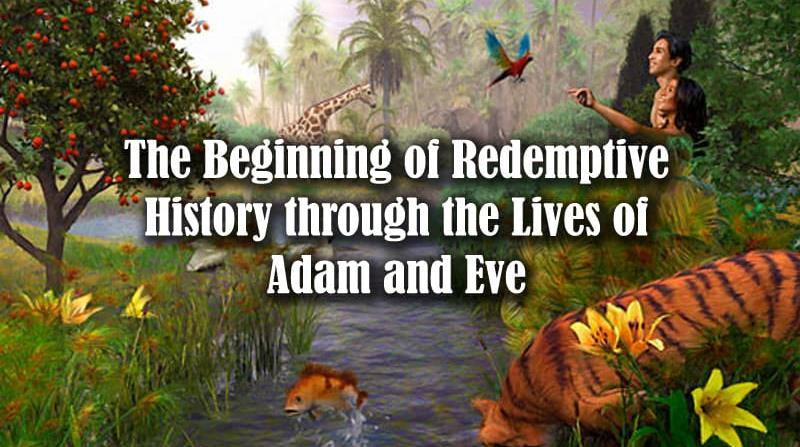 The Beginning of Redemptive
History through the Lives of
Adam and Eve